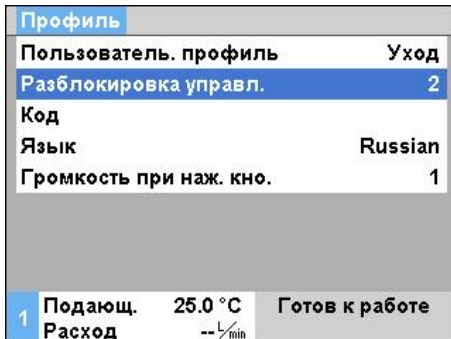 Профиль
Пользователь. профиль Уход
Разблокировка управл. 2
Код
Язык Russian
Громкость при наж. кно. 1
1 Подающ. 25.0 °C Готов к работе
Расход -- L/min